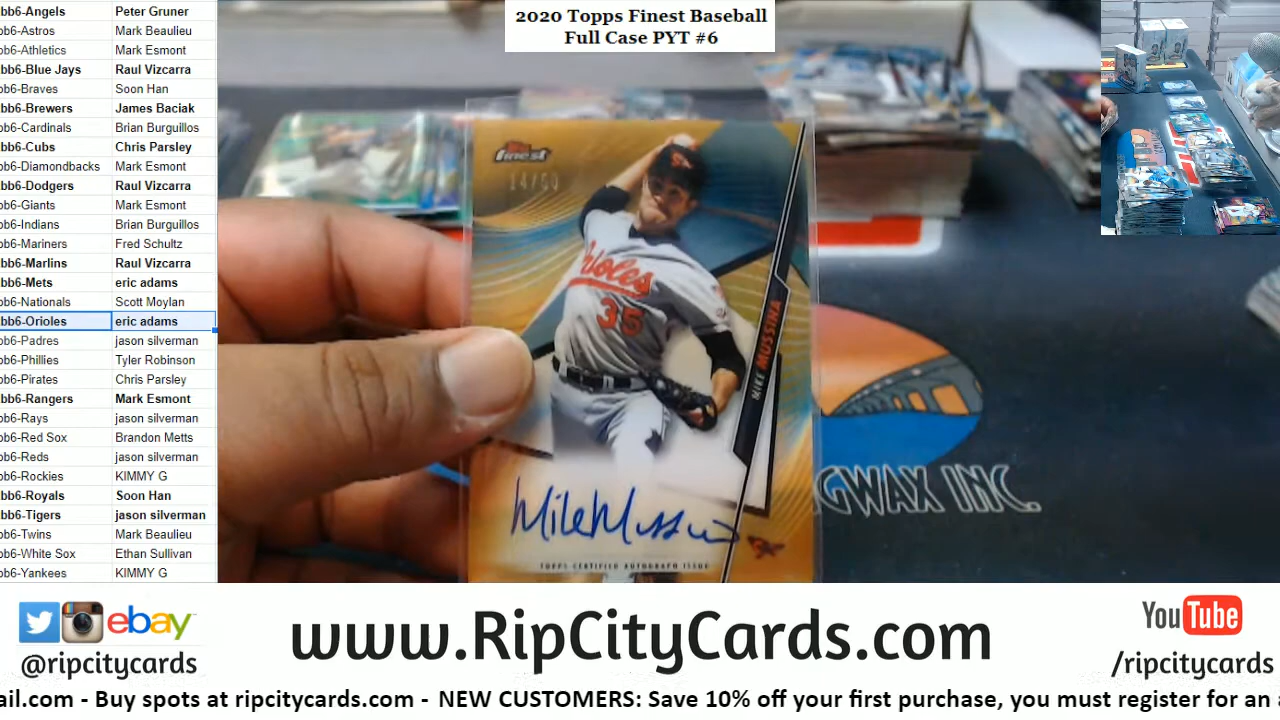 bb6-Angels Peter Gruner
bb6-Astros Mark Beaulieu
bb6-Athletics Mark Esmont
bb6-Blue Jays Raul Vizcarra
bb6-Braves Soon Han
bb6-Brewers James Baciak
bb6-Cardinals Brian Burguillos
bb6-Cubs Chris Parsley
bb6-Diamondbacks Mark Esmont
bb6-Dodgers Raul Vizcarra
bb6-Giants Mark Esmont
bb6-Indians Brian Burguillos
bb6-Mariners Fred Schultz
bb6-Marlins Raul Vizcarra
bb6-Mets eric adams
bb6-Nationals Scott Moylan
bb6-Orioles eric adams
bb6-Padres jason silverman
bb6-Phillies Tyler Robinson
bb6-Pirates Chris Parsley
bb6-Rangers Mark Esmont
bb6-Rays jason silverman
bb6-Red Sox Brandon Metts
bb6-Reds jason silverman
bb6-Rockies KIMMY G
bb6-Royals Soon Han
bb6-Tigers jason silverman
bb6-Twins Mark Beaulieu
bb6-White Sox Ethan Sullivan
bb6-Yankees KIMMY G
2020 Topps Finest Baseball
Full Case PYT #6
finest
14/50
Orioles
35
MIKE MUSSINA
Mike Mussina
TOPPS CERTIFIED AUTOGRAPH ISSUE
GWAX INC.
ebay
@ripcitycards
www.RipCityCards.com
YouTube
/ripcitycards
ail.com - Buy spots at ripcitycards.com - NEW CUSTOMERS: Save 10% off your first purchase, you must register for an a